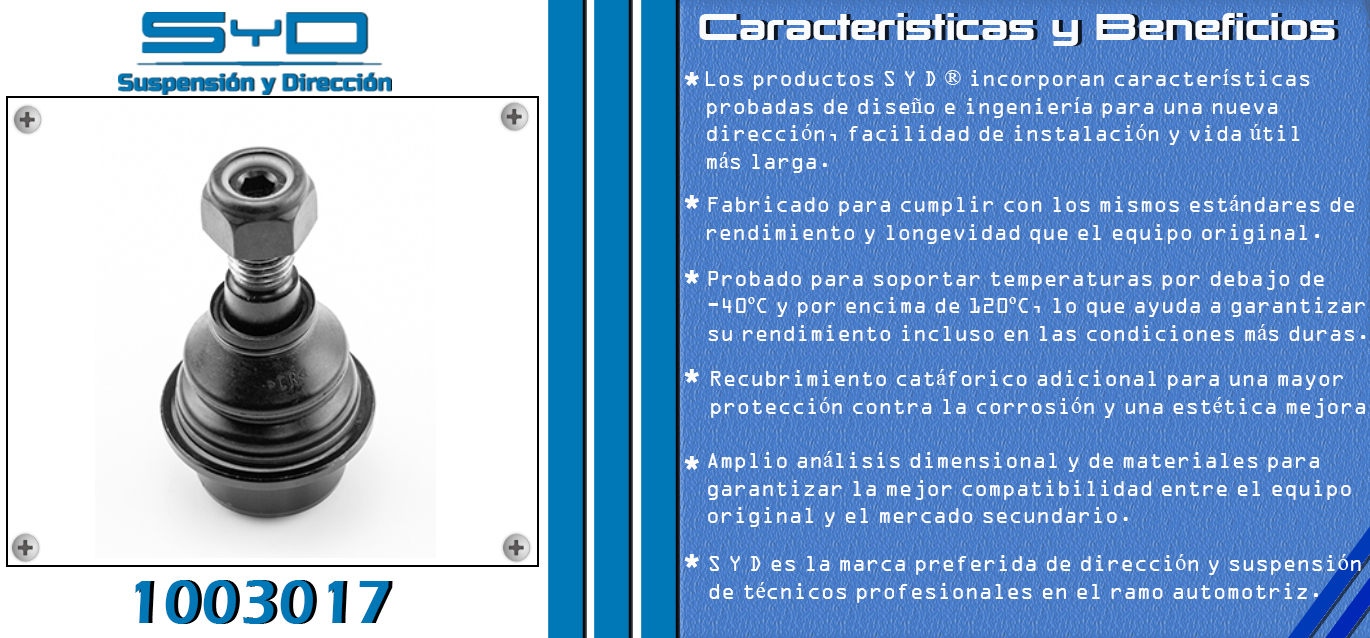 SYD
Suspensión y Dirección
1003017
Caracteristicas y Beneficios
* Los productos S Y D ® incorporan características
probadas de diseño e ingeniería para una nueva
dirección, facilidad de instalación y vida útil
más larga.
* Fabricado para cumplir con los mismos estándares de
rendimiento y longevidad que el equipo original.
* Probado para soportar temperaturas por debajo de
-40°C y por encima de 120°C, lo que ayuda a garantizar
su rendimiento incluso en las condiciones más duras.
* Recubrimiento catáforico adicional para una mayor
protección contra la corrosión y una estética mejora
* Amplio análisis dimensional y de materiales para
garantizar la mejor compatibilidad entre el equipo
original y el mercado secundario.
* S Y D es la marca preferida de dirección y suspensión
de técnicos profesionales en el ramo automotriz.